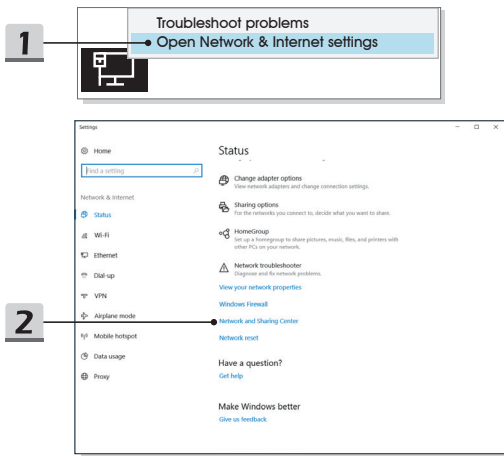 1
Troubleshoot problems
Open Network & Internet settings
Settings
Home
Find a setting
Network & Internet
Status
Wi-Fi
Ethernet
Dial-up
VPN
Airplane mode
Mobile hotspot
Data usage
Proxy
2
Status
Change adapter options
View network adapters and change connection settings.
Sharing options
For the networks you connect to, decide what you want to share.
HomeGroup
Set up a homegroup to share pictures, music, files, and printers with
other PCs on your network.
Network troubleshooter
Diagnose and fix network problems.
View your network properties
Windows Firewall
Network and Sharing Center
Network reset
Have a question?
Get help
Make Windows better
Give us feedback